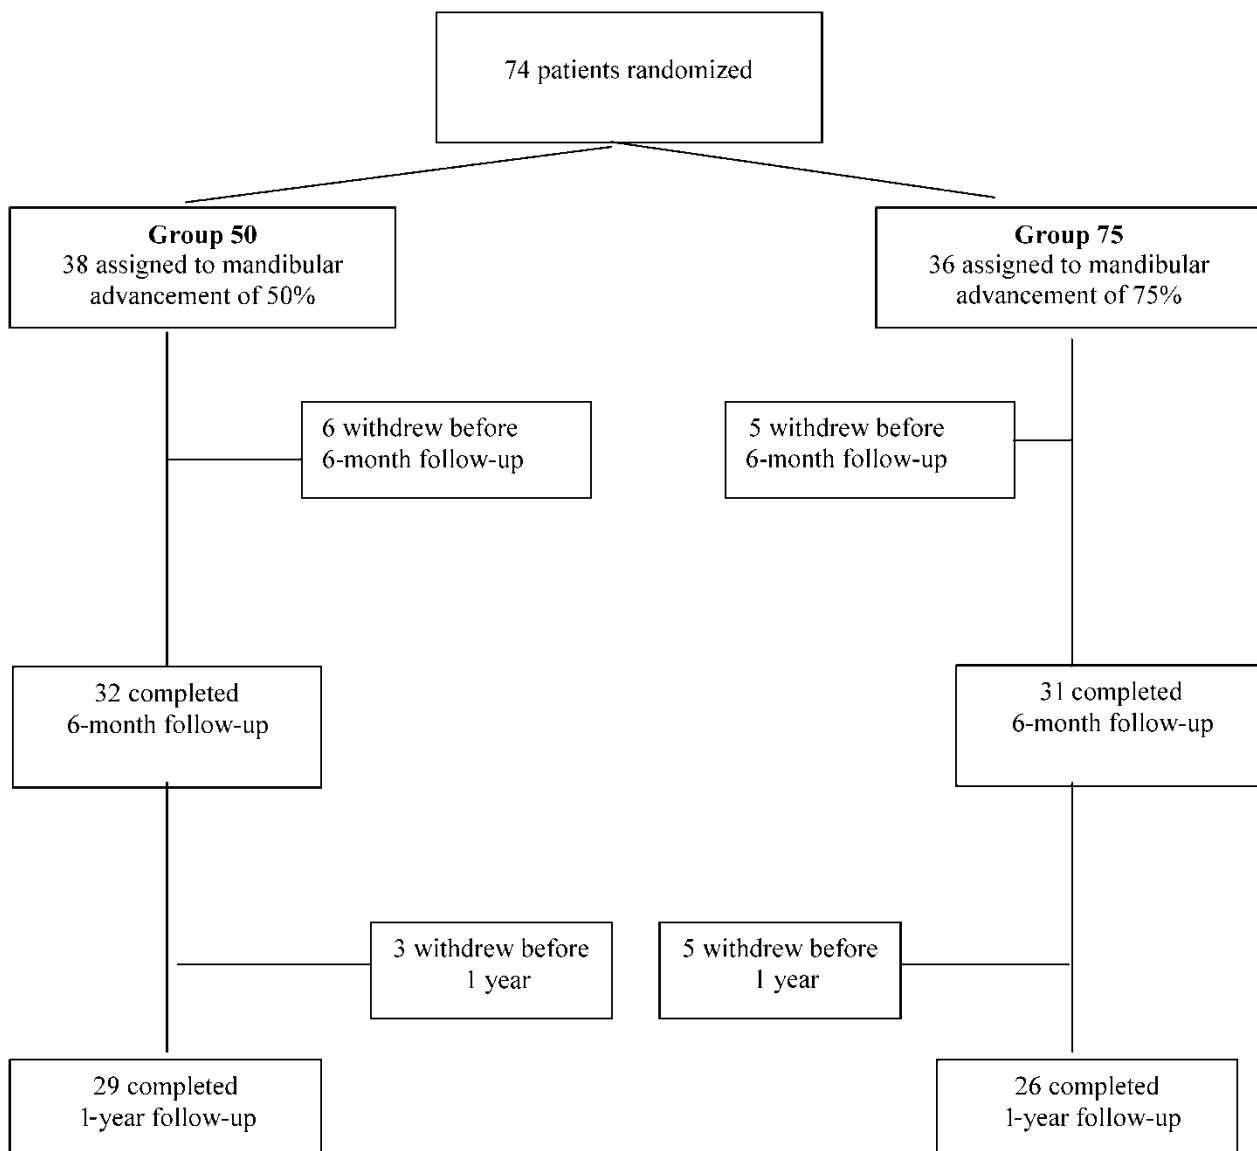 74 patients randomized
Group 50
38 assigned to mandibular
advancement of 50%
Group 75
36 assigned to mandibular
advancement of 75%
6 withdrew before
6-month follow-up
5 withdrew before
6-month follow-up
32 completed
6-month follow-up
31 completed
6-month follow-up
3 withdrew before
1 year
5 withdrew before
1 year
29 completed
1-year follow-up
26 completed
1-year follow-up